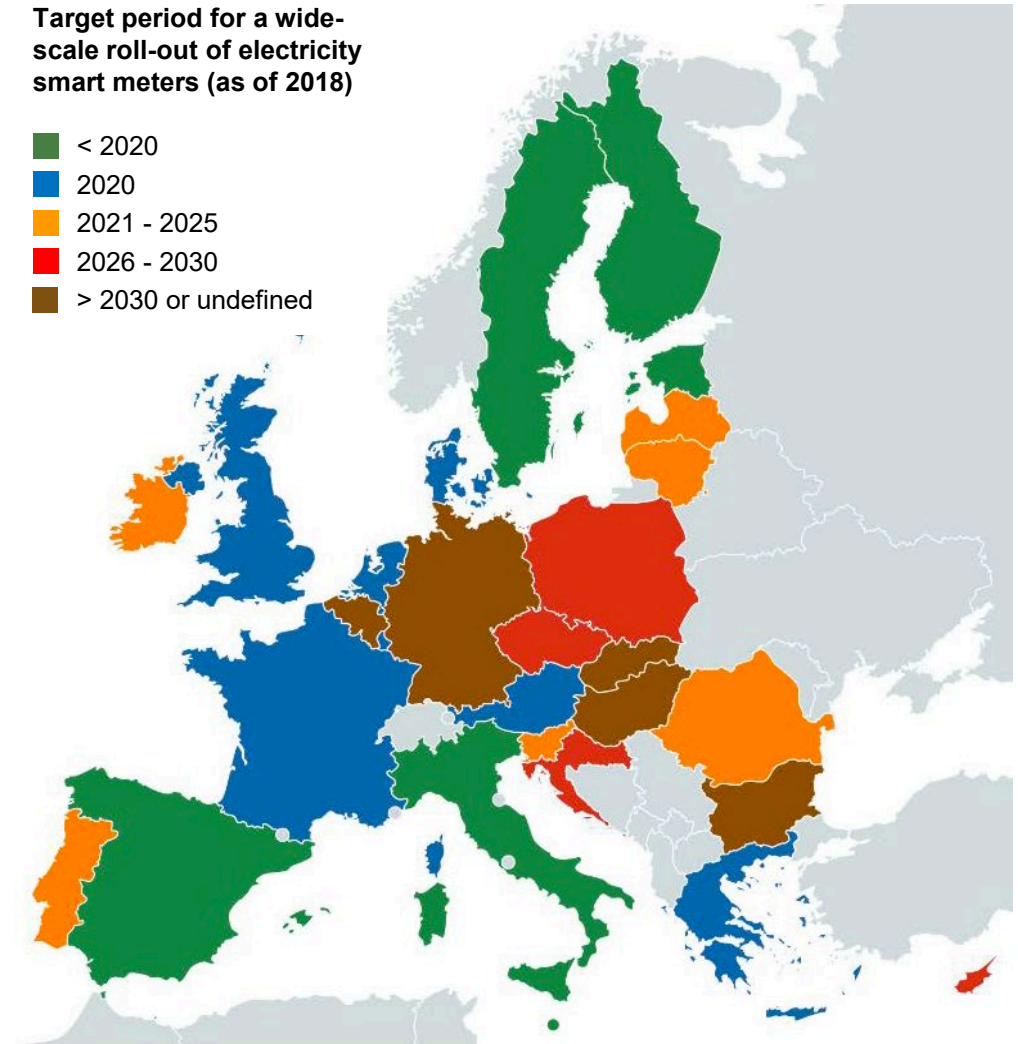 Target period for a wide-
scale roll-out of electricity
smart meters (as of 2018)
< 2020
2020
2021 - 2025
2026 - 2030
> 2030 or undefined